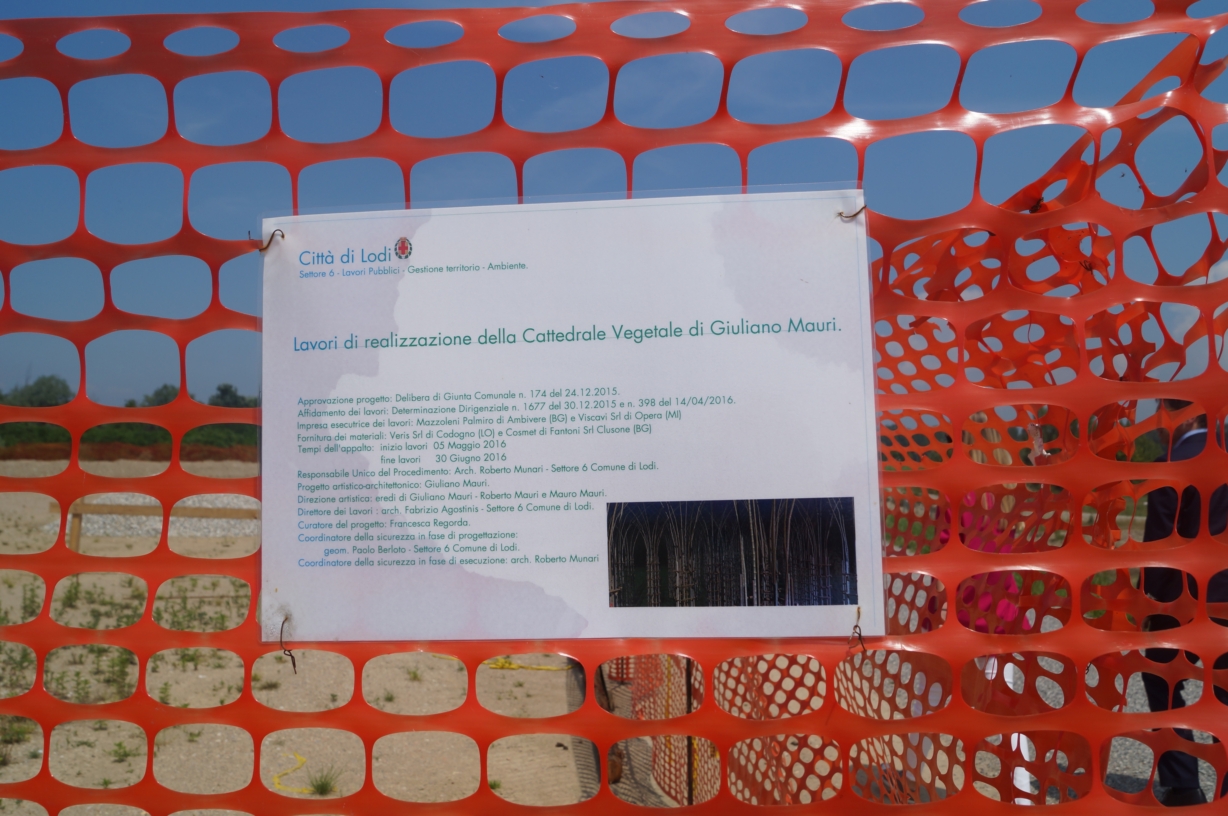 Città di Lodi
Settore 6 - Lavori Pubblici - Gestione territorio - Ambiente.
Lavori di realizzazione della Cattedrale Vegetale di Giuliano Mauri.
Approvazione progetto: Delibera di Giunta Comunale n. 174 del 24.12.2015.
Affidamento dei lavori: Determinazione Dirigenziale n. 1677 del 30.12.2015 e n. 398 del 14/04/2016.
Impresa esecutrice dei lavori: Mazzoleni Palmiro di Ambivere (BG) e Viscavi Srl di Opera (MI)
Fornitura dei materiali: Veris Srl di Codogno (LO) e Cosmet di Fantoni Srl Clusone (BG)
Tempi dell'appalto: inizio lavori 05 Maggio 2016
fine lavori 30 Giugno 2016
Responsabile Unico del Procedimento: Arch. Roberto Munari - Settore 6 Comune di Lodi.
Progetto artistico-architettonico: Giuliano Mauri.
Direzione artistica: eredi di Giuliano Mauri - Roberto Mauri e Mauro Mauri.
Direttore dei Lavori : arch. Fabrizio Agostinis - Settore 6 Comune di Lodi.
Curatore del progetto: Francesca Regorda.
Coordinatore della sicurezza in fase di progettazione:
geom. Paolo Berloto - Settore 6 Comune di Lodi.
Coordinatore della sicurezza in fase di esecuzione: arch. Roberto Munari